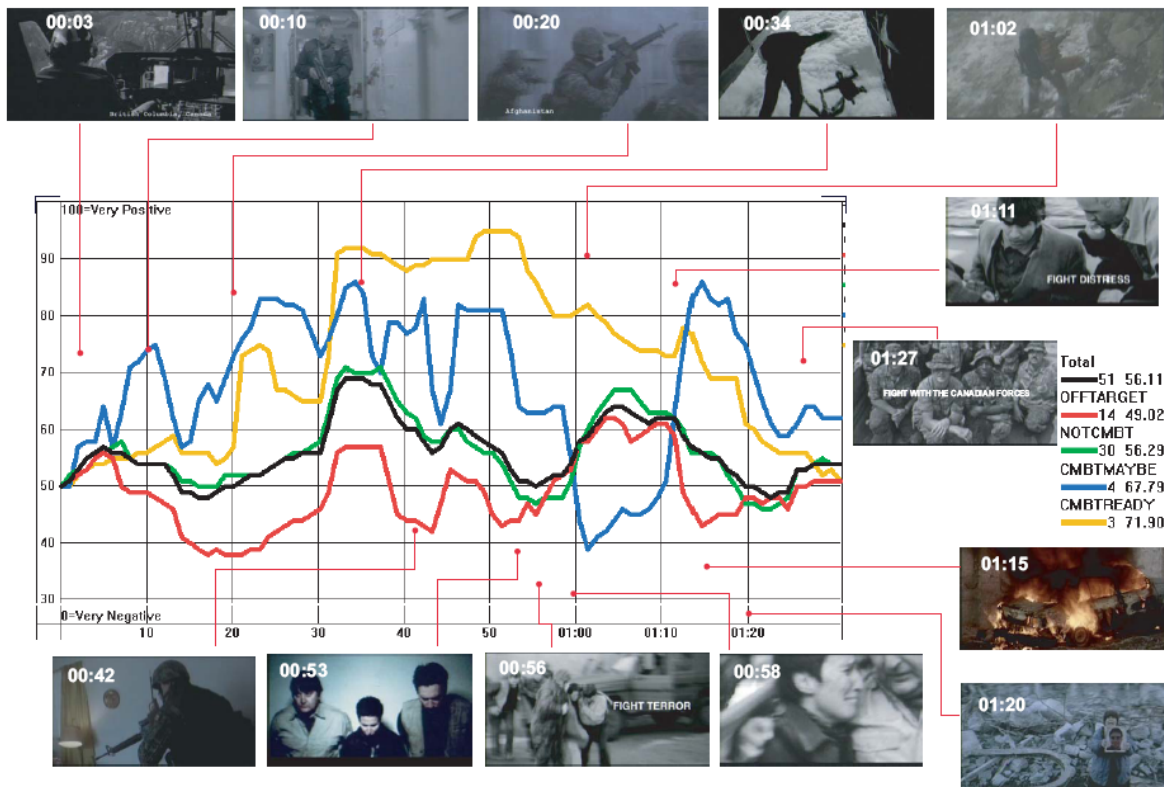 00:03
British Columbia, Canada
00:10
00:20
Afghanistan
00:34
01:02
100=Very Positive
90
80
70
60
50
40
30
0=Very Negative
10
20
30
40
50
01:00
01:10
01:20
01:11
FIGHT DISTRESS
01:27
FIGHT WITH THE CANADIAN FORCES
Total
51 56.11
OFFTARGET
14 49.02
NOTCMBT
30 56.29
CMBTMAYBE
4 67.79
CMBTREADY
3 71.90
01:15
00:42
00:53
00:56
FIGHT TERROR
00:58
01:20